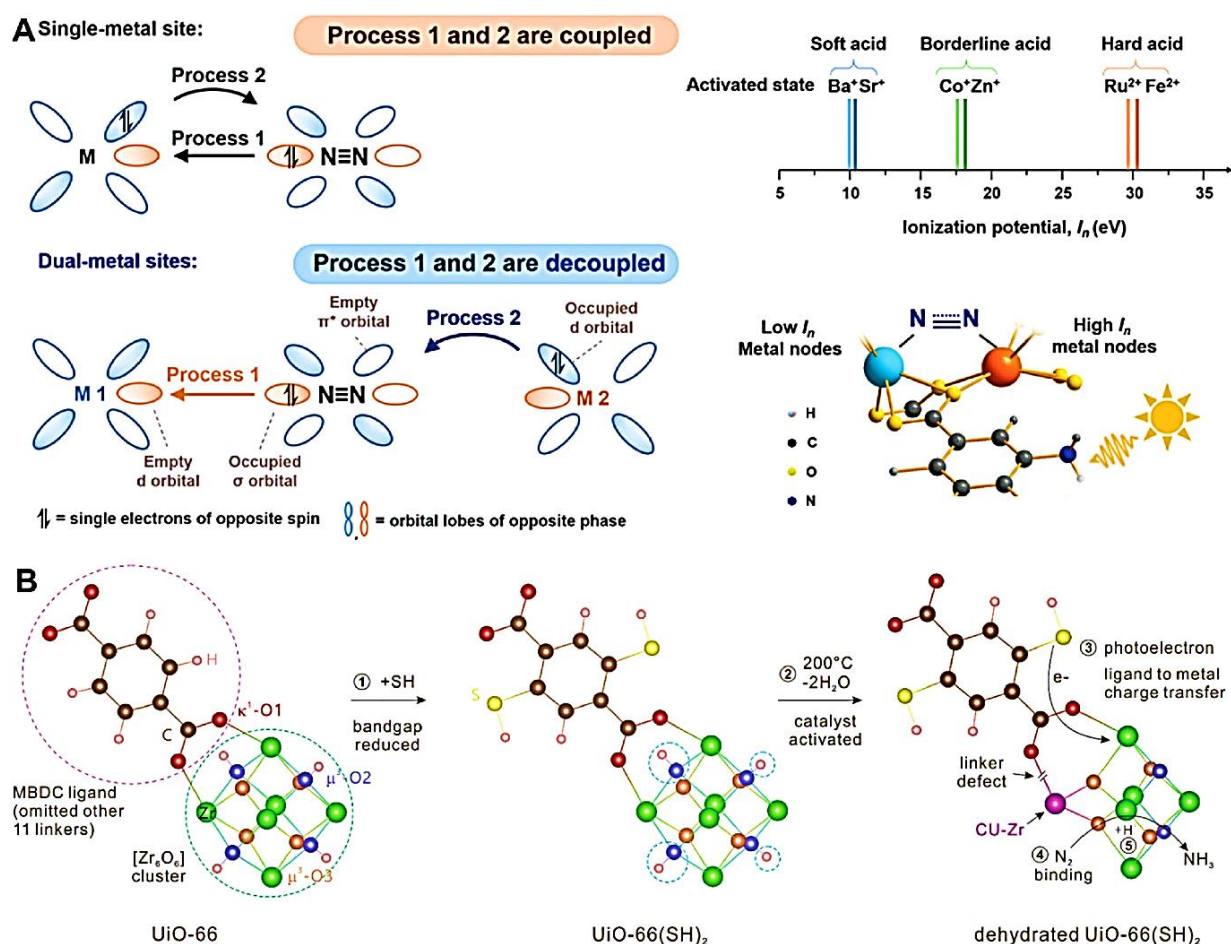 A
Single-metal site:
Process 1 and 2 are coupled
Process 2
Process 1
M
N≡N
Soft acid
Borderline acid
Hard acid
Activated state
Ba⁺Sr⁺
Co⁺Zn⁺
Ru²⁺ Fe²⁺
5 10 15 20 25 30 35
Ionization potential, Iₙ (eV)
Dual-metal sites:
Process 1 and 2 are decoupled
Empty
π* orbital
Process 2
Occupied
d orbital
M 1
Process 1
N≡N
M 2
Empty
d orbital
Occupied
σ orbital
⇅ = single electrons of opposite spin
, = orbital lobes of opposite phase
N N
Low Iₙ
Metal nodes
High Iₙ
metal nodes
H
C
O
N
B
H
κ¹-O1
C
μ³-O2
Zr
MBDC ligand
(omitted other
11 linkers)
[Zr₆O₆]
cluster
μ³-O3
UiO-66
① +SH
bandgap
reduced
S
UiO-66(SH)₂
② 200°C
-2H₂O
catalyst
activated
③ photoelectron
e-
ligand to metal
charge transfer
linker
defect
CU-Zr
+H
④ N₂
⑤
binding
NH₃
dehydrated UiO-66(SH)₂